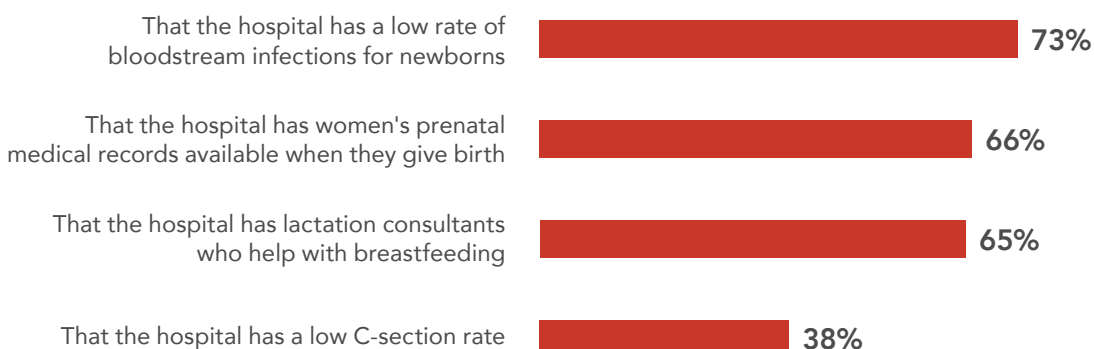 That the hospital has a low rate of
bloodstream infections for newborns
73%
That the hospital has women's prenatal
medical records available when they give birth
66%
That the hospital has lactation consultants
who help with breastfeeding
65%
That the hospital has a low C-section rate
38%